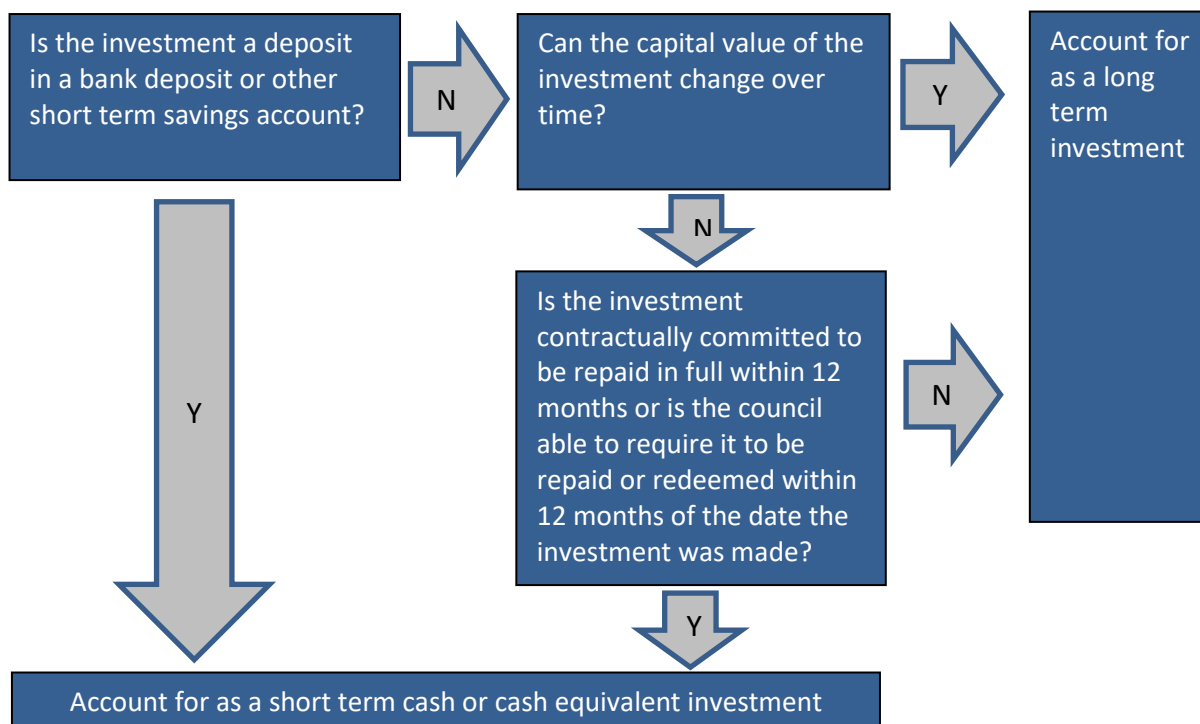 Is the investment a deposit
in a bank deposit or other
short term savings account?
N
Can the capital value of the
investment change over
time?
Y
Account for
as a long
term
investment
N
Is the investment
contractually committed to
be repaid in full within 12
months or is the council
able to require it to be
repaid or redeemed within
12 months of the date the
investment was made?
N
Y
Y
Account for as a short term cash or cash equivalent investment